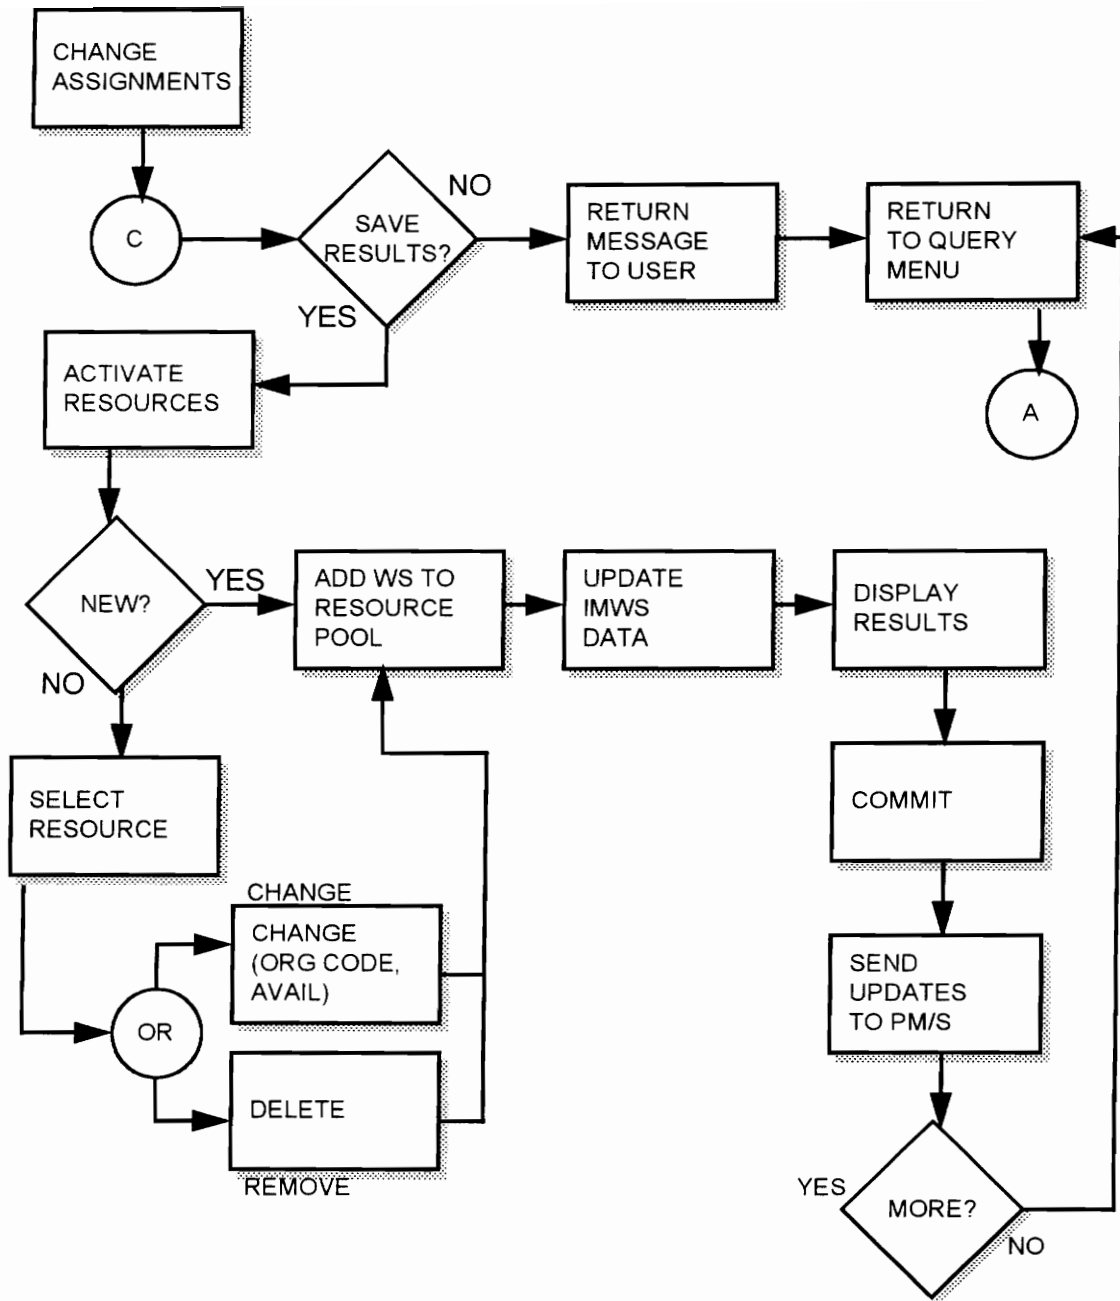 CHANGE
ASSIGNMENTS
C
SAVE
RESULTS?
NO
YES
RETURN
MESSAGE
TO USER
RETURN
TO QUERY
MENU
A
ACTIVATE
RESOURCES
NEW?
YES
NO
ADD WS TO
RESOURCE
POOL
UPDATE
IMWS
DATA
DISPLAY
RESULTS
SELECT
RESOURCE
COMMIT
OR
CHANGE
CHANGE
(ORG CODE,
AVAIL)
DELETE
REMOVE
SEND
UPDATES
TO PM/S
YES
MORE?
NO